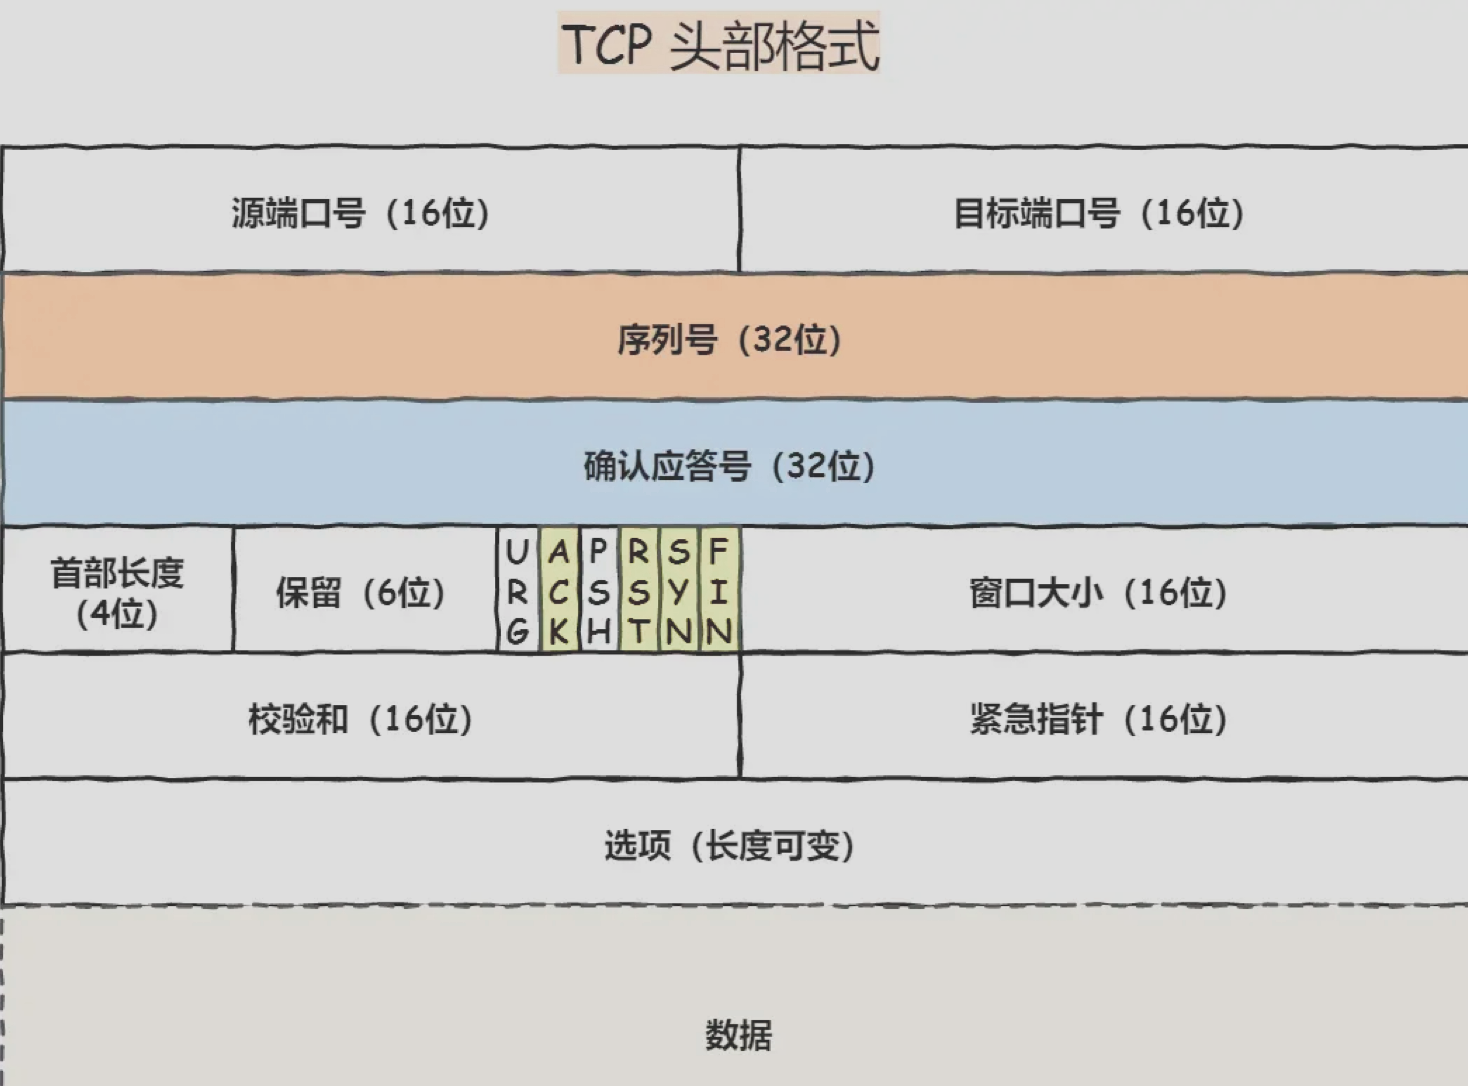 TCP 头部格式
源端口号（16位） 目标端口号（16位）
序列号（32位）
确认应答号（32位）
首部长度
（4位）
保留（6位）
URG
ACK
PSH
RST
SYN
FIN
窗口大小（16位）
校验和（16位） 紧急指针（16位）
选项（长度可变）
数据